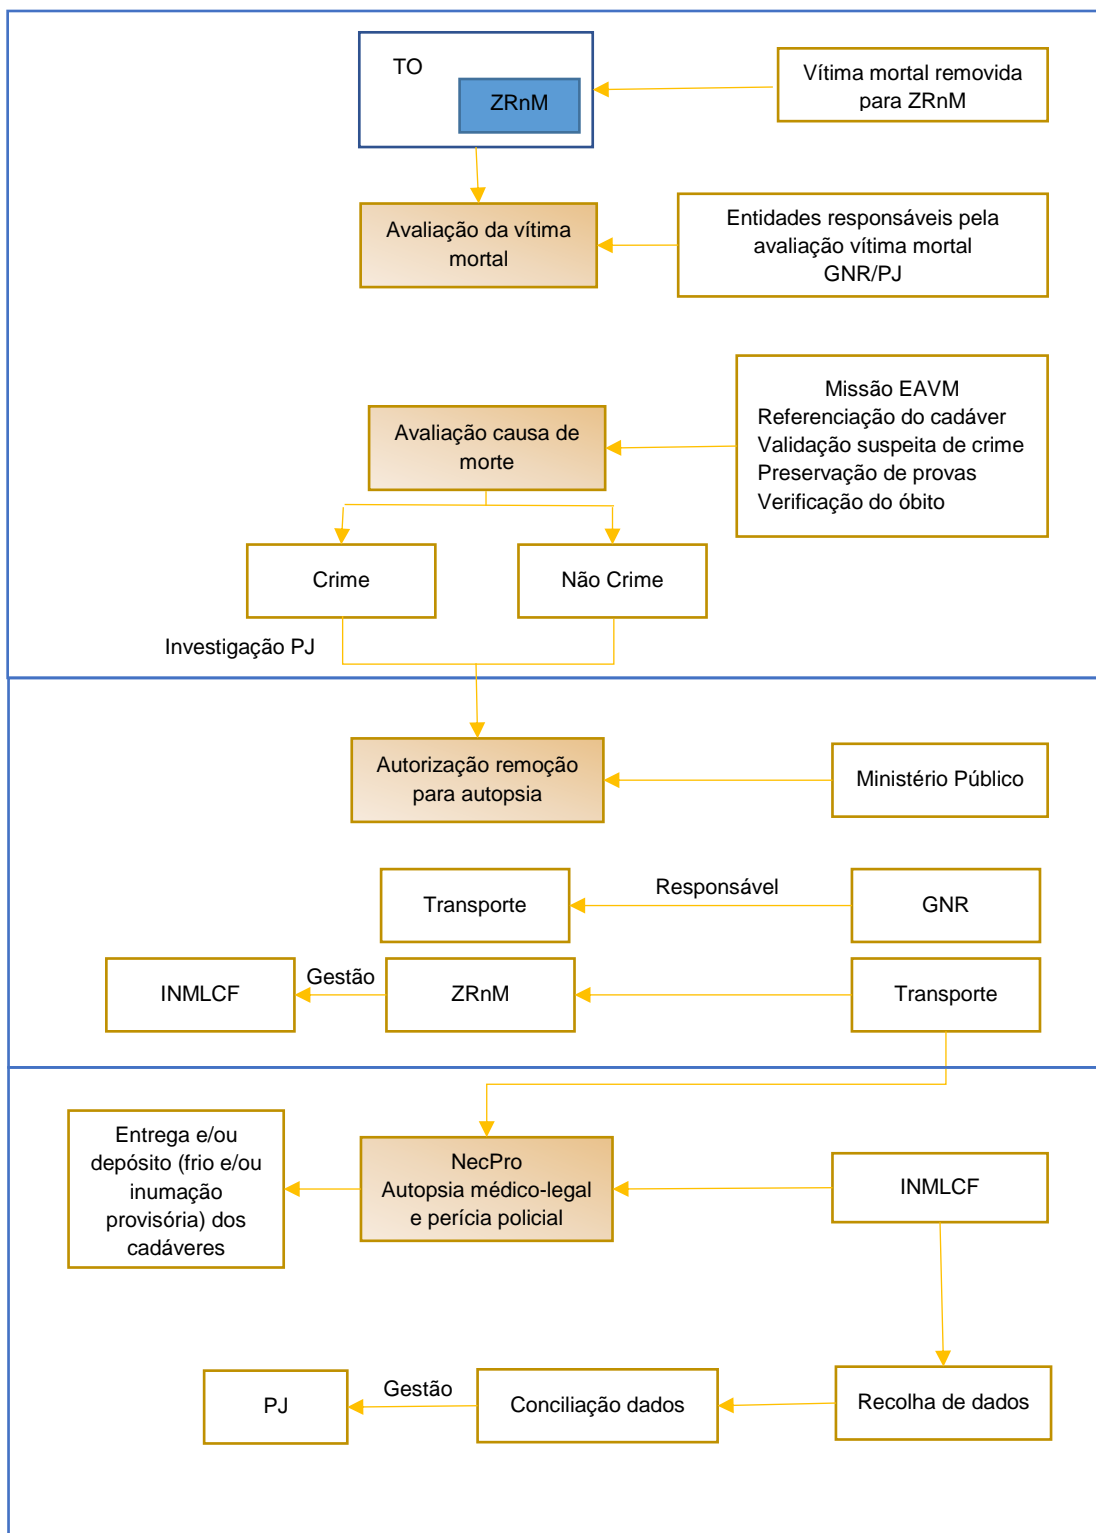 TO
ZRnM
Vítima mortal removida
para ZRnM
Avaliação da vítima
mortal
Entidades responsáveis pela
avaliação vítima mortal
GNR/PJ
Avaliação causa de
morte
Missão EAVM
Referenciação do cadáver
Validação suspeita de crime
Preservação de provas
Verificação do óbito
Crime
Não Crime
Investigação PJ
Autorização remoção
para autopsia
Ministério Público
Transporte
Responsável
GNR
INMLCF
Gestão
ZRnM
Transporte
Entrega e/ou
depósito (frio e/ou
inumação
provisória) dos
cadáveres
NecPro
Autopsia médico-legal
e perícia policial
INMLCF
PJ
Gestão
Conciliação dados
Recolha de dados